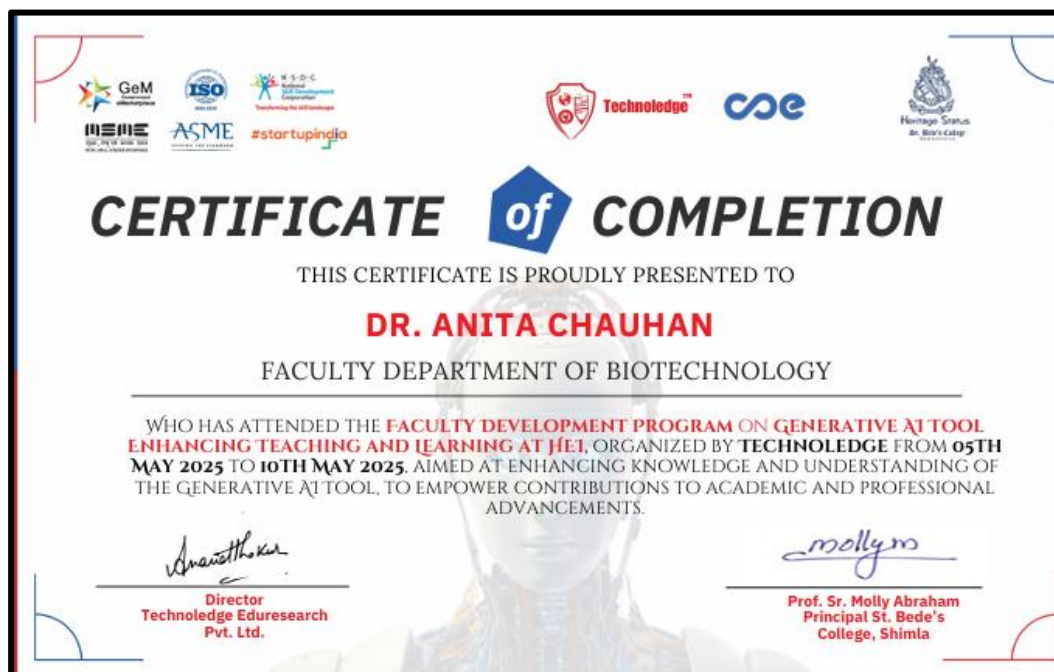 GeM
ISO
N·S·D·C
National
Skill Development
Corporation
Transforming the skill landscape
Technoledge™
coe
Heritage Status
St. Bede's College
MSME
ASME
#startupindia
CERTIFICATE of COMPLETION
THIS CERTIFICATE IS PROUDLY PRESENTED TO
DR. ANITA CHAUHAN
FACULTY DEPARTMENT OF BIOTECHNOLOGY
WHO HAS ATTENDED THE FACULTY DEVELOPMENT PROGRAM ON GENERATIVE AI TOOL
ENHANCING TEACHING AND LEARNING AT HEI, ORGANIZED BY TECHNOLEDGE FROM 05TH
MAY 2025 TO 10TH MAY 2025, AIMED AT ENHANCING KNOWLEDGE AND UNDERSTANDING OF
THE GENERATIVE AI TOOL, TO EMPOWER CONTRIBUTIONS TO ACADEMIC AND PROFESSIONAL
ADVANCEMENTS.
mollym
Director
Technoledge Eduresearch
Pvt. Ltd.
Prof. Sr. Molly Abraham
Principal St. Bede's
College, Shimla